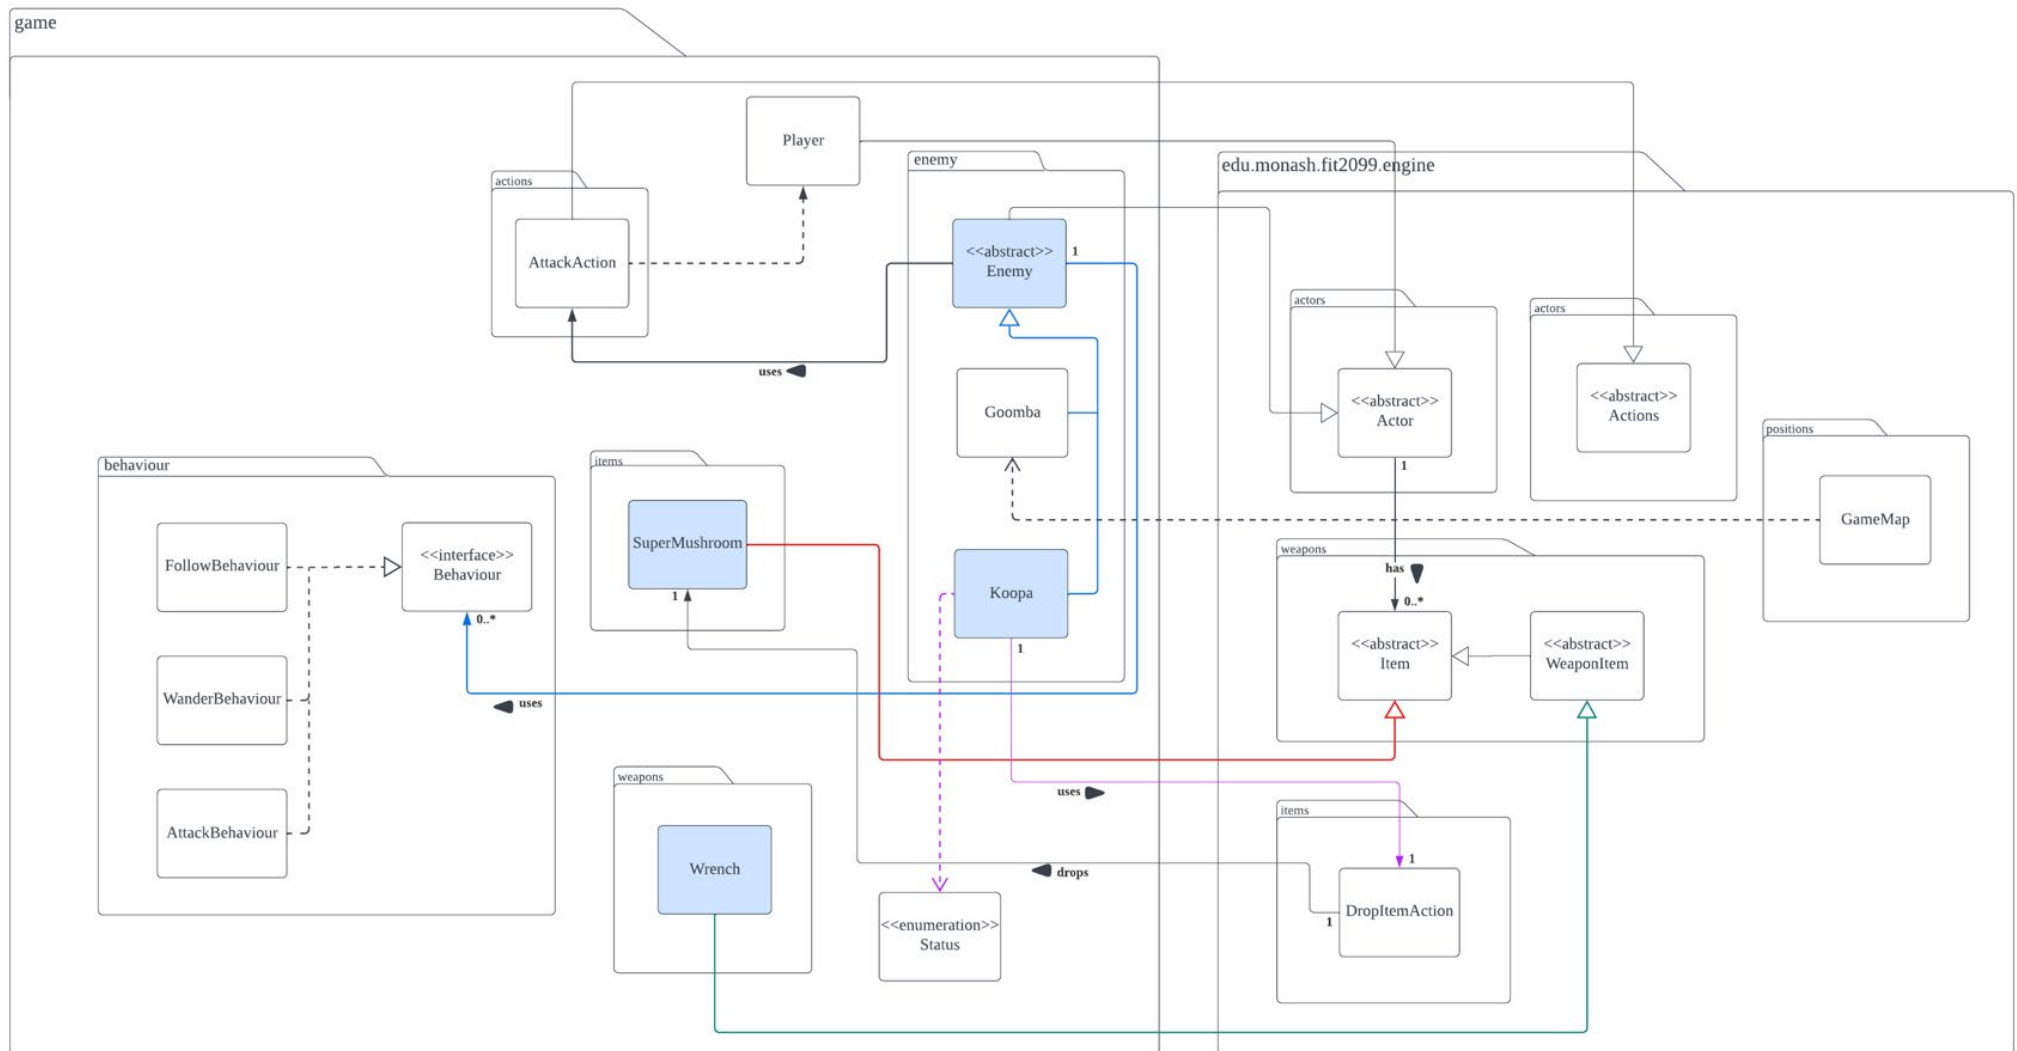 game
Player
enemy
edu.monash.fit2099.engine
actions
<<abstract>>
Enemy
1
AttackAction
actors
actors
uses
Goomba
<<abstract>>
Actor
<<abstract>>
Actions
1
positions
behaviour
items
GameMap
weapons
SuperMushroom
FollowBehaviour
<<interface>>
Behaviour
has
Koopa
1
0..*
0..*
1
<<abstract>>
Item
<<abstract>>
WeaponItem
WanderBehaviour
uses
weapons
uses
items
AttackBehaviour
Wrench
drops
1
<<enumeration>>
Status
DropItemAction
1